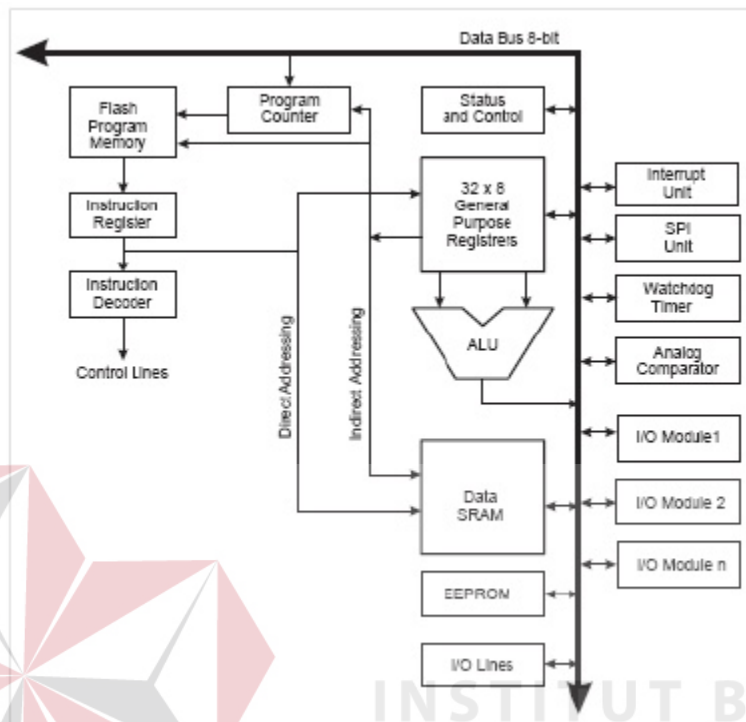 Data Bus 8-bit
Flash
Program
Memory
Program
Counter
Status
and Control
Instruction
Register
32 x 8
General
Purpose
Registrers
Interrupt
Unit
SPI
Unit
Instruction
Decoder
Watchdog
Timer
Control Lines
Direct Addressing
Indirect Addressing
ALU
Analog
Comparator
I/O Module1
Data
SRAM
I/O Module 2
I/O Module n
EEPROM
I/O Lines
INSTITUT B